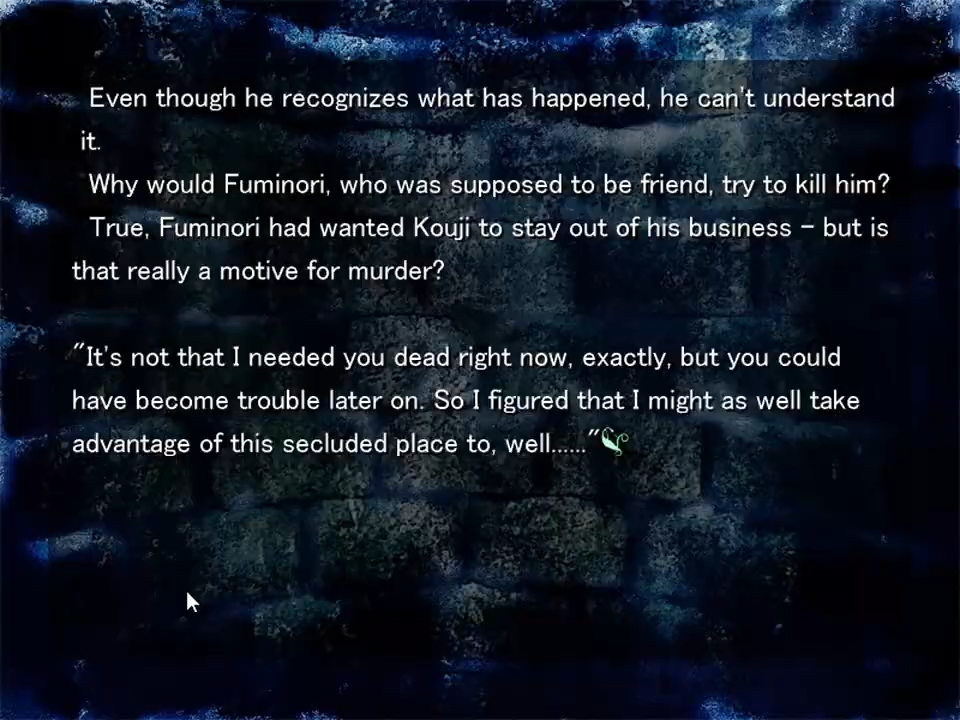 Even though he recognizes what has happened, he can't understand
it.
Why would Fuminori, who was supposed to be friend, try to kill him?
True, Fuminori had wanted Kouji to stay out of his business - but is
that really a motive for murder?
"It's not that I needed you dead right now, exactly, but you could
have become trouble later on. So I figured that I might as well take
advantage of this secluded place to, well......"